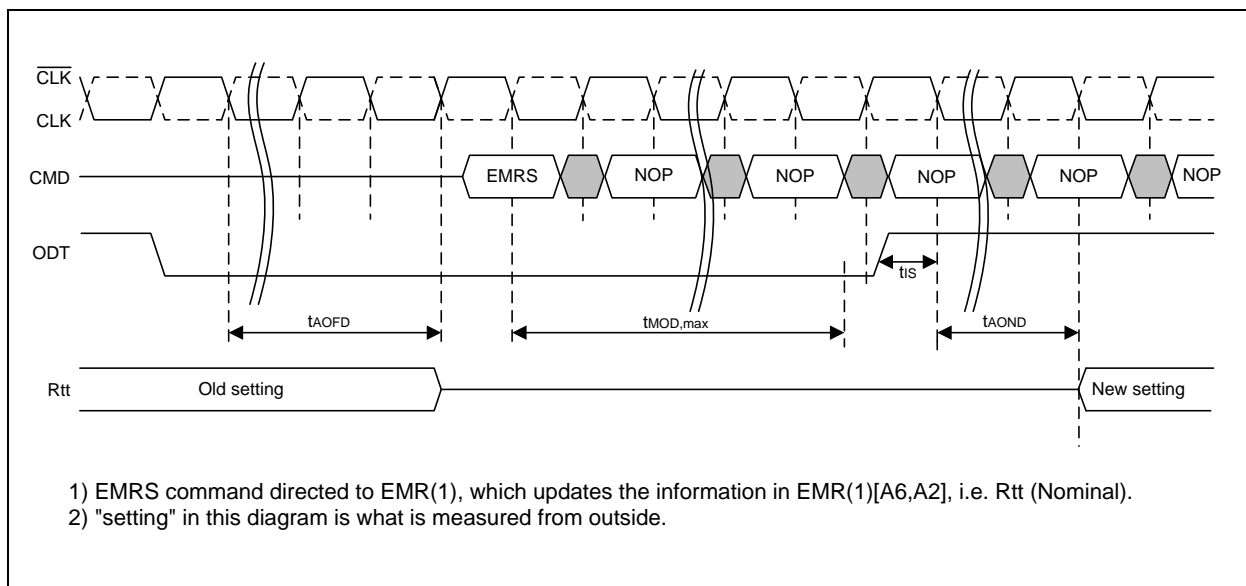 CLK
CLK
CMD
EMRS
NOP
NOP
NOP
NOP
NOP
ODT
tIS
tAOFD
tMOD,max
tAOND
Rtt
Old setting
New setting
1) EMRS command directed to EMR(1), which updates the information in EMR(1)[A6,A2], i.e. Rtt (Nominal).
2) "setting" in this diagram is what is measured from outside.